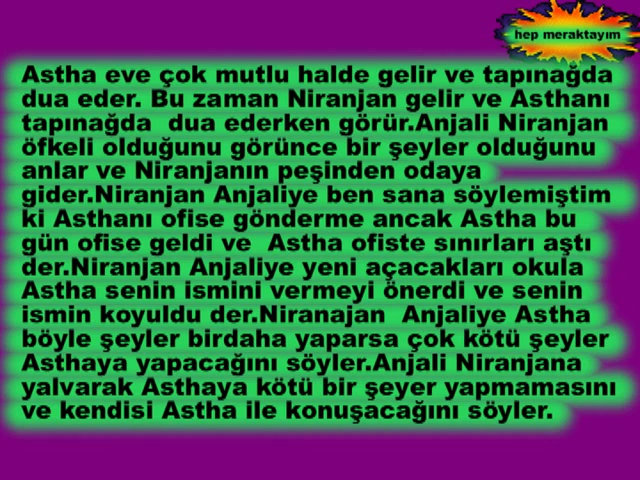 hep meraktayım
Astha eve çok mutlu halde gelir ve tapınağda
dua eder. Bu zaman Niranjan gelir ve Asthanı
tapınağda  dua ederken görür.Anjali Niranjan
öfkeli olduğunu görünce bir şeyler olduğunu
anlar ve Niranjanın peşinden odaya
gider.Niranjan Anjaliye ben sana söylemiştim
ki Asthanı ofise gönderme ancak Astha bu
gün ofise geldi ve  Astha ofiste sınırları aştı
der.Niranjan Anjaliye yeni açacakları okula
Astha senin ismini vermeyi önerdi ve senin
ismin koyuldu der.Niranajan  Anjaliye Astha
böyle şeyler birdaha yaparsa çok kötü şeyler
Asthaya yapacağını söyler.Anjali Niranjana
yalvarak Asthaya kötü bir şeyer yapmamasını
ve kendisi Astha ile konuşacağını söyler.